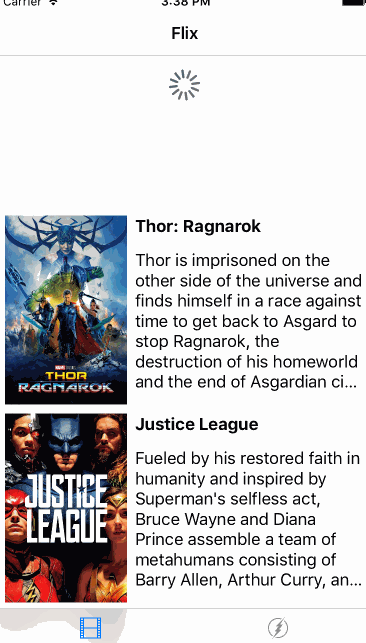 Carrier 3:38 PM
Flix
Thor: Ragnarok
Thor is imprisoned on the
other side of the universe and
finds himself in a race against
time to get back to Asgard to
stop Ragnarok, the
destruction of his homeworld
and the end of Asgardian ci...
THOR
RAGNAROK
Justice League
Fueled by his restored faith in
humanity and inspired by
Superman's selfless act,
Bruce Wayne and Diana
Prince assemble a team of
metahumans consisting of
Barry Allen, Arthur Curry, an...
JUSTICE
LEAGUE